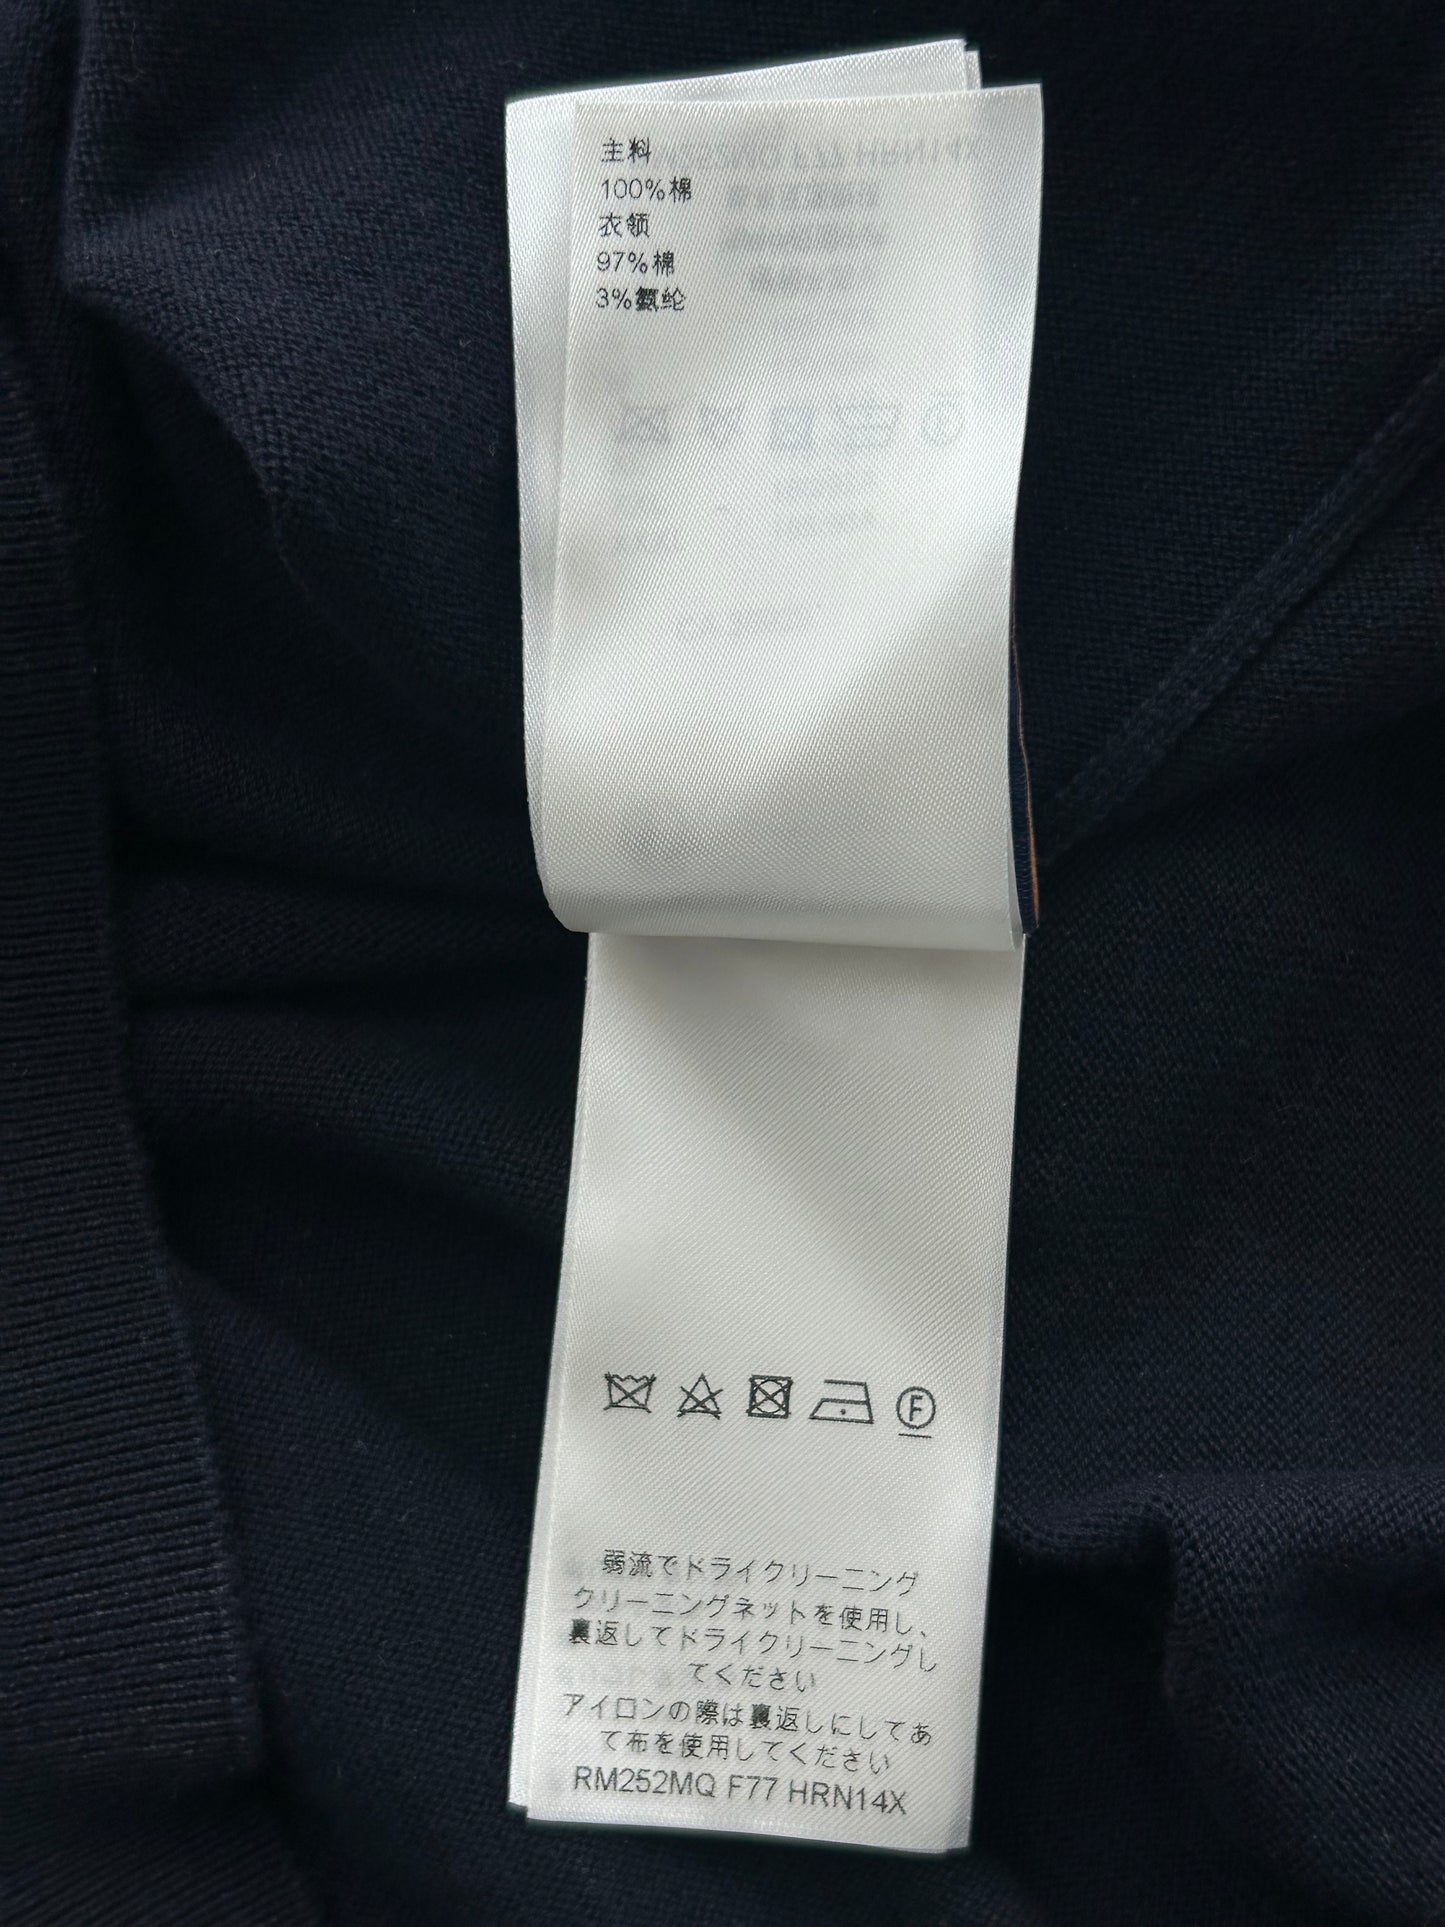 主料
100%棉
衣领
97%棉
3%氨纶
F
弱流でドライクリーニング
クリーニングネットを使用し、
裏返してドライクリーニングし
てください
アイロンの際は裏返しにしてあ
て布を使用してください
RM252MQ F77 HRN14X